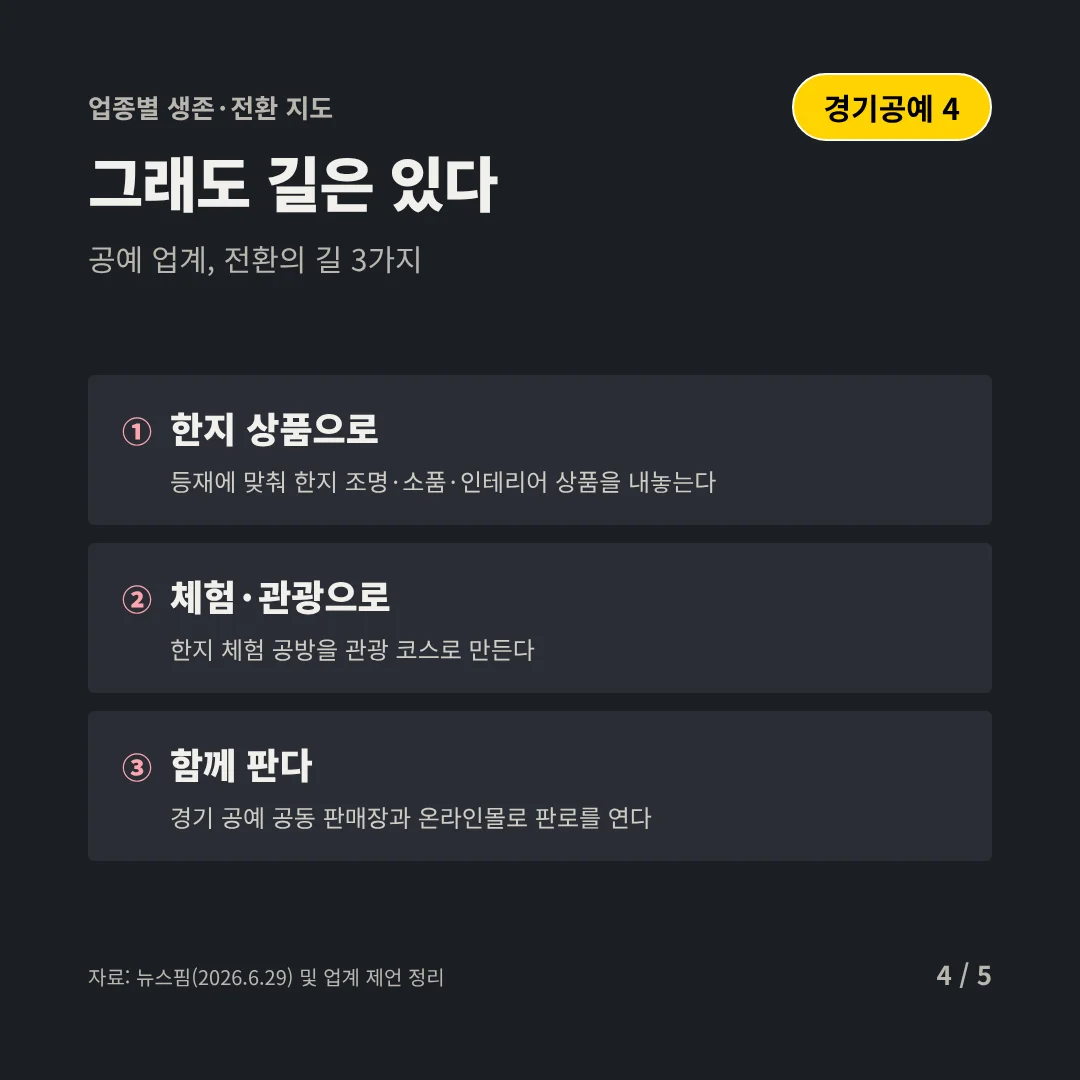 업종별 생존·전환 지도
경기공예 4
그래도 길은 있다
공예 업계, 전환의 길 3가지
① 한지 상품으로
등재에 맞춰 한지 조명·소품·인테리어 상품을 내놓는다
② 체험·관광으로
한지 체험 공방을 관광 코스로 만든다
③ 함께 판다
경기 공예 공동 판매장과 온라인몰로 판로를 연다
자료: 뉴스핌(2026.6.29) 및 업계 제언 정리
4 / 5